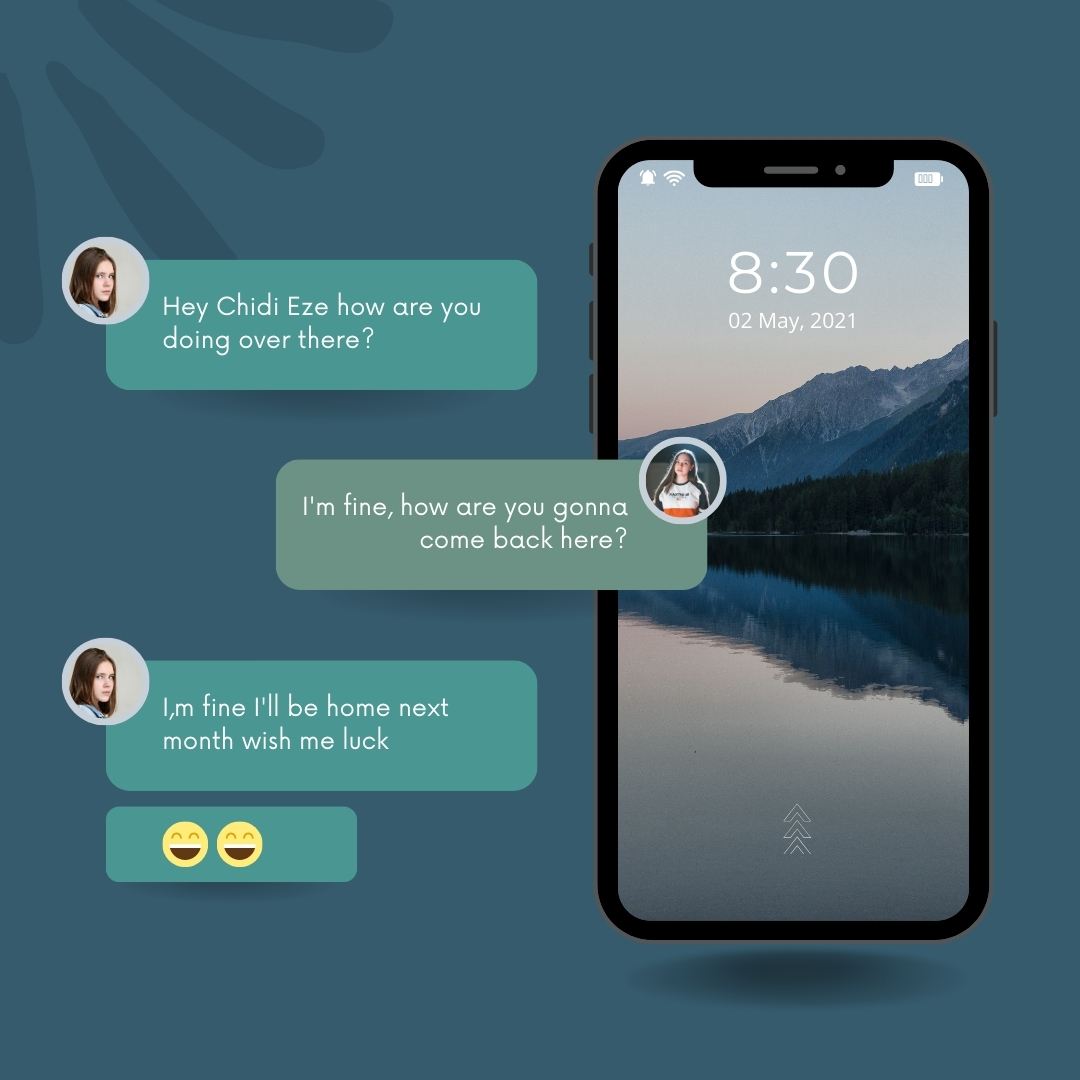 Hey Chidi Eze how are you
doing over there?
I'm fine, how are you gonna
come back here?
I,m fine I'll be home next
month wish me luck
😄😄
8:30
02 May, 2021